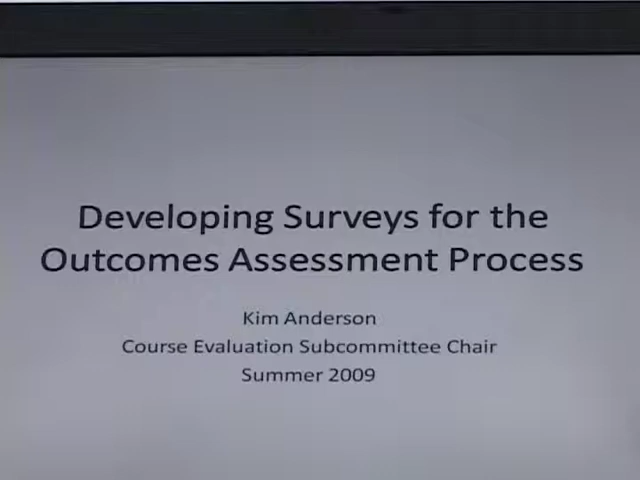 Developing Surveys for the
Outcomes Assessment Process
Kim Anderson
Course Evaluation Subcommittee Chair
Summer 2009